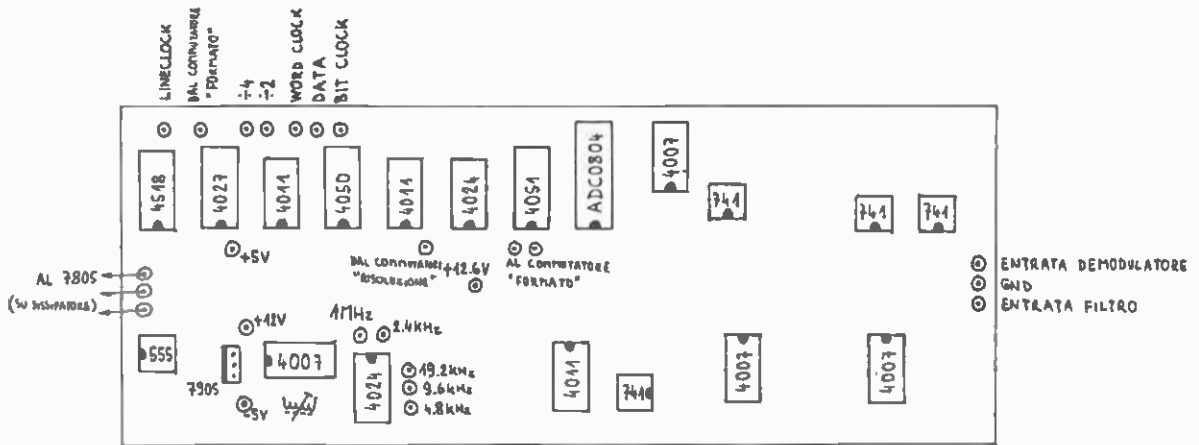 LINECLOCK
DAL COMMUTATORE
"FORMATO"
÷4
÷2
WORD CLOCK
DATA
BIT CLOCK
4518
4027
4011
4050
4011
4024
4051
ADC0804
4007
741
741
741
+5V
DAL COMMUTAT.
"RISOLUZIONE"
+12.6V
AL COMMUTATORE
"FORMATO"
AL 7805
(SU DISSIPATORE)
ENTRATA DEMODULATORE
GND
ENTRATA FILTRO
+12V
1MHz
2.4kHz
555
7905
4007
4024
19.2kHz
9.6kHz
4.8kHz
-5V
4011
741
4007
4007